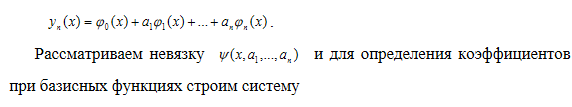 yₙ(x) = φ₀(x) + a₁φ₁(x) + ... + aₙφₙ(x).
Рассматриваем невязку ψ(x, a₁,..., aₙ) и для определения коэффициентов
при базисных функциях строим систему